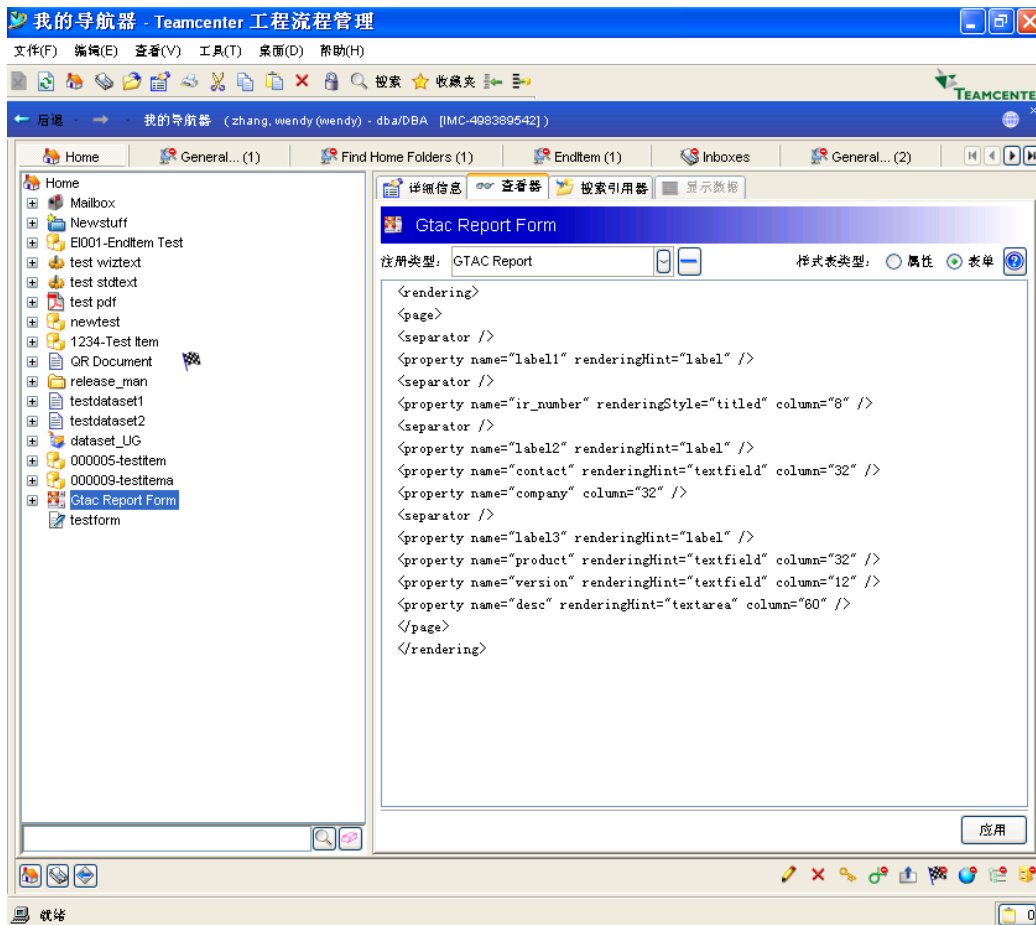 我的导航器 - Teamcenter 工程流程管理
文件(F) 编辑(E) 查看(V) 工具(T) 桌面(D) 帮助(H)
搜索 收藏夹
TEAMCENTE
后退 我的导航器 (zhang, wendy (wendy) - dba/DBA [IMC-498389542] )
Home General... (1) Find Home Folders (1) EndItem (1) Inboxes General... (2)
Home
Mailbox
Newstuff
EI001-EndItem Test
test wiztext
test stdtext
test pdf
newtest
1234-Test Item
QR Document
release_man
testdataset1
testdataset2
dataset_UG
000005-testitem
000009-testitema
Gtac Report Form
testform
详细信息 查看器 搜索引用器 显示数据
Gtac Report Form
注册类型: GTAC Report 样式表类型: 属性 表单
<rendering>
<page>
<separator />
<property name="label1" renderingHint="label" />
<separator />
<property name="ir_number" renderingStyle="titled" column="8" />
<separator />
<property name="label2" renderingHint="label" />
<property name="contact" renderingHint="textfield" column="32" />
<property name="company" column="32" />
<separator />
<property name="label3" renderingHint="label" />
<property name="product" renderingHint="textfield" column="32" />
<property name="version" renderingHint="textfield" column="12" />
<property name="desc" renderingHint="textarea" column="60" />
</page>
</rendering>
应用
就绪
0